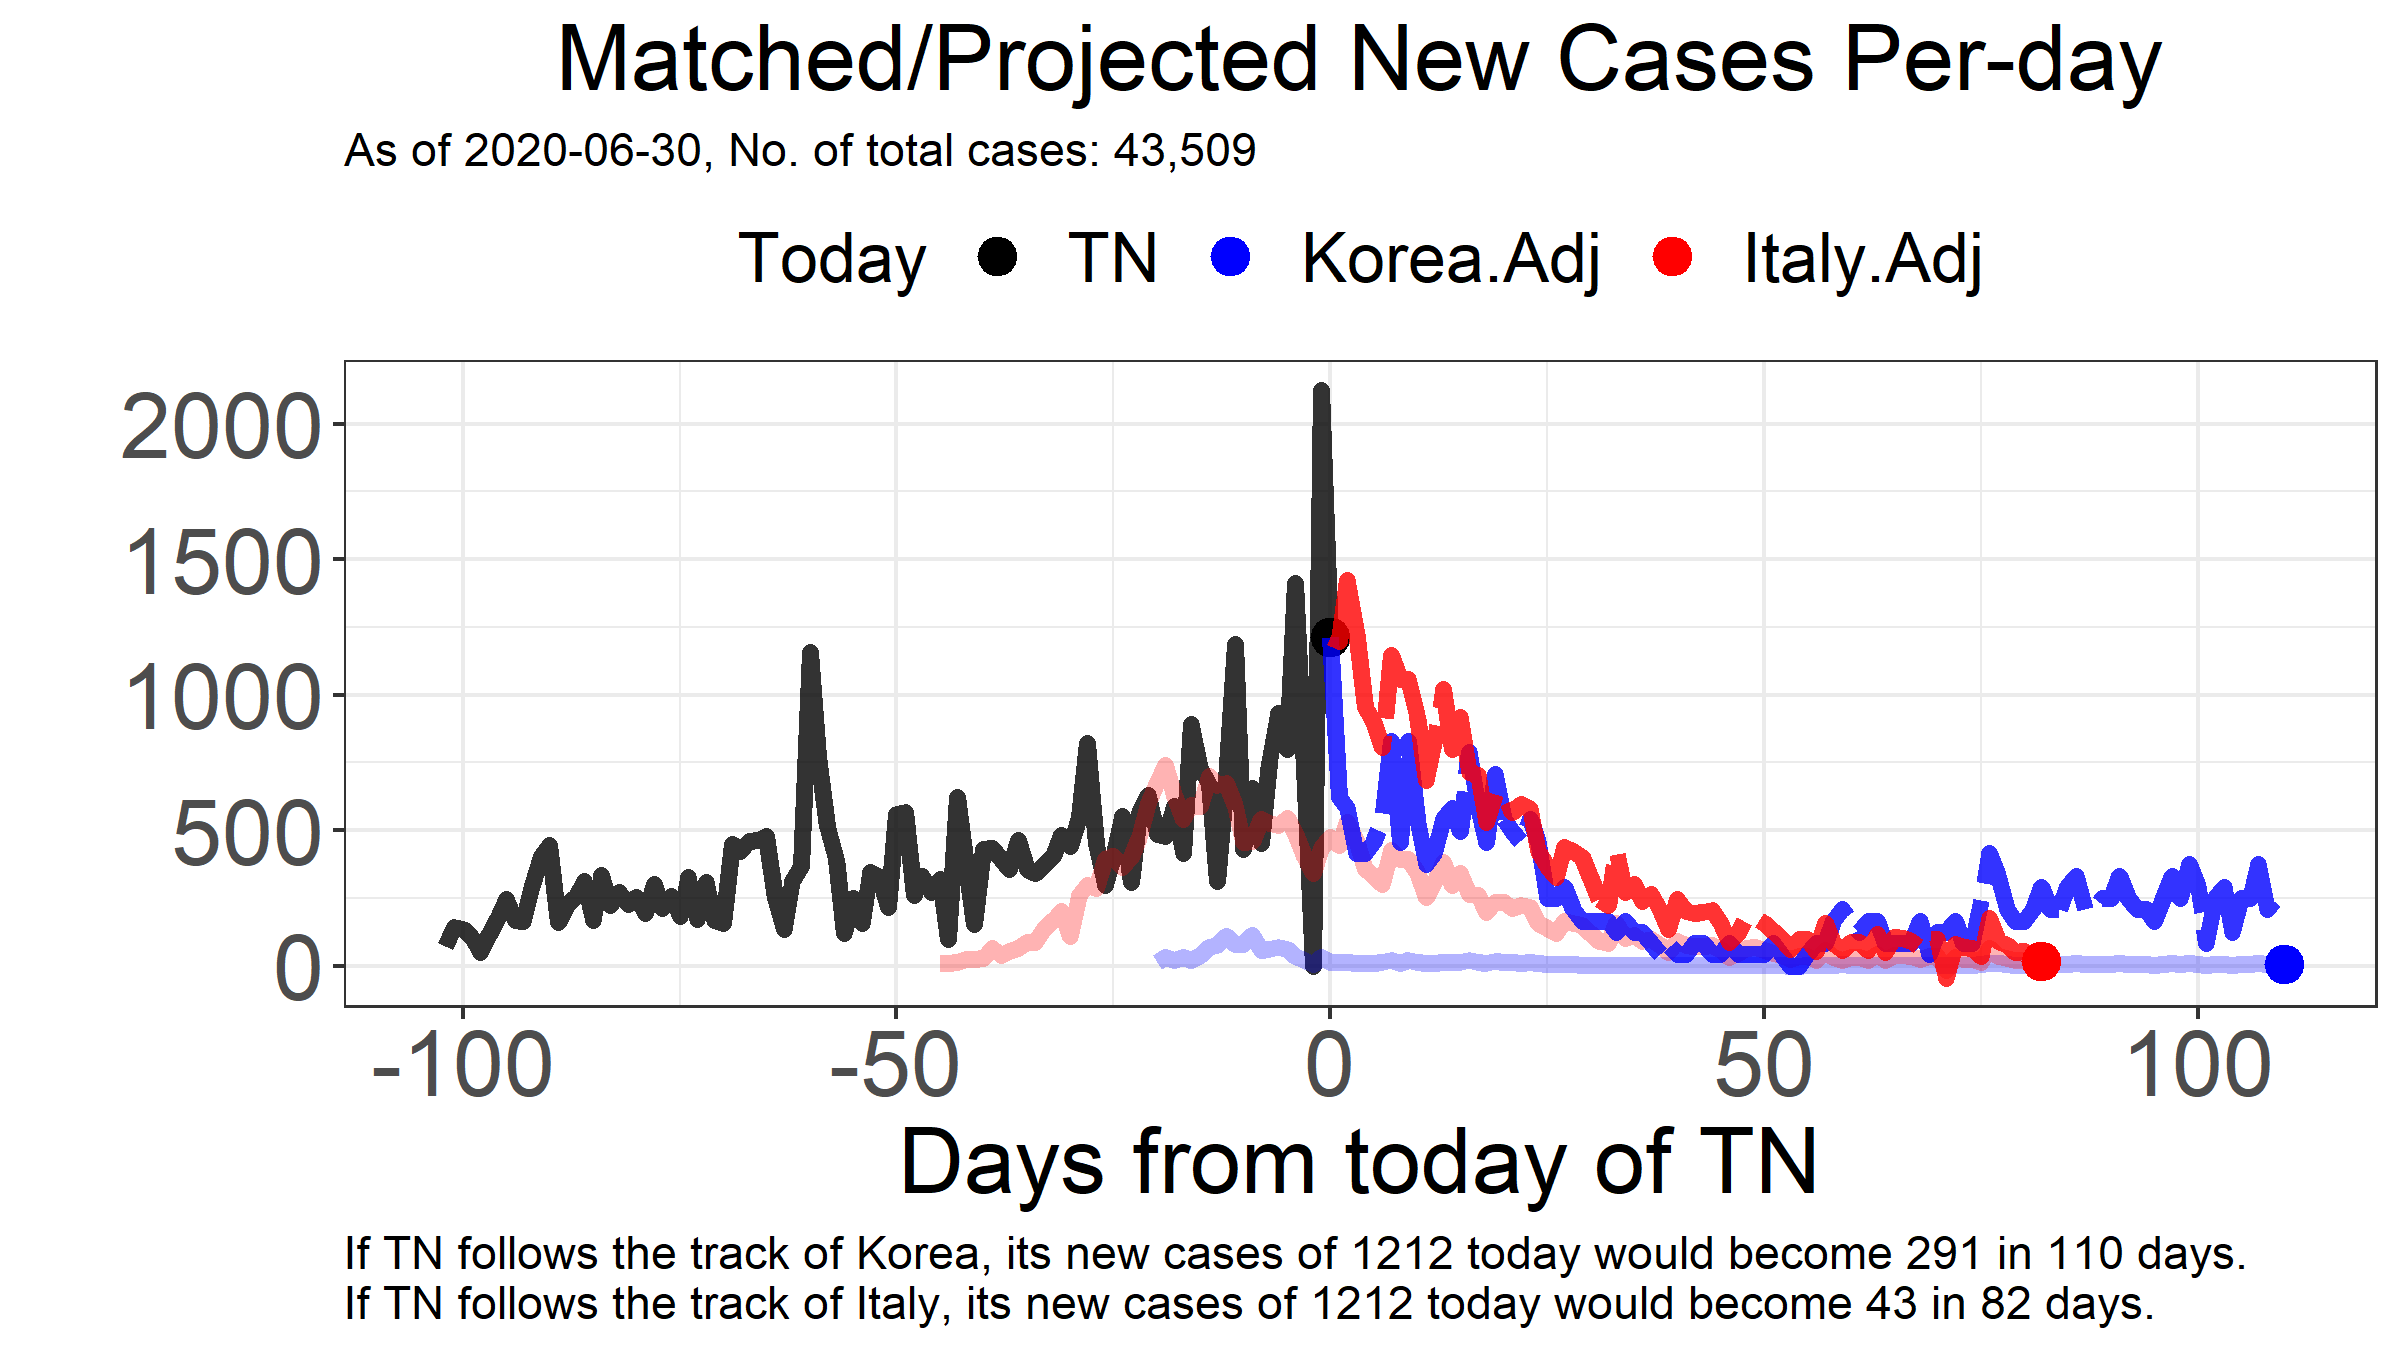 Matched/Projected New Cases Per-day
As of 2020-06-30, No. of total cases: 43,509
Today TN Korea.Adj Italy.Adj
2000
1500
1000
500
0
-100 -50 0 50 100
Days from today of TN
If TN follows the track of Korea, its new cases of 1212 today would become 291 in 110 days.
If TN follows the track of Italy, its new cases of 1212 today would become 43 in 82 days.